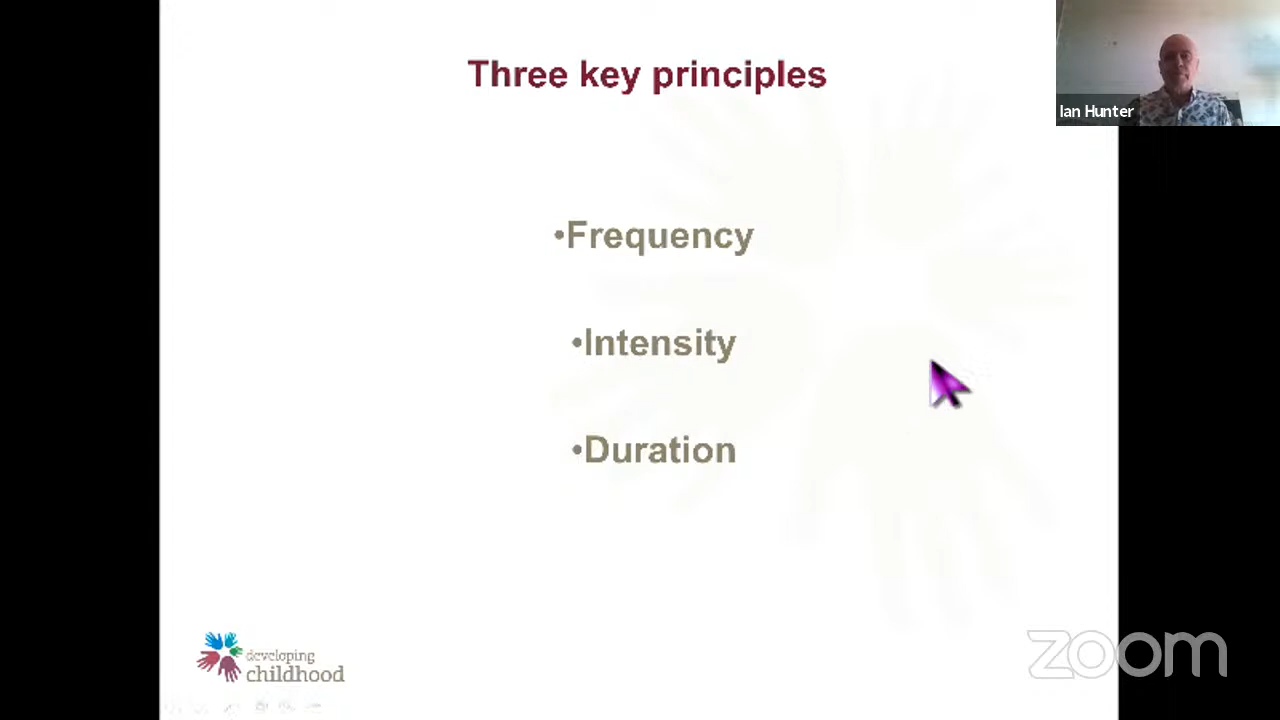 Three key principles
Ian Hunter
•Frequency
•Intensity
•Duration
developing
childhood
zoom